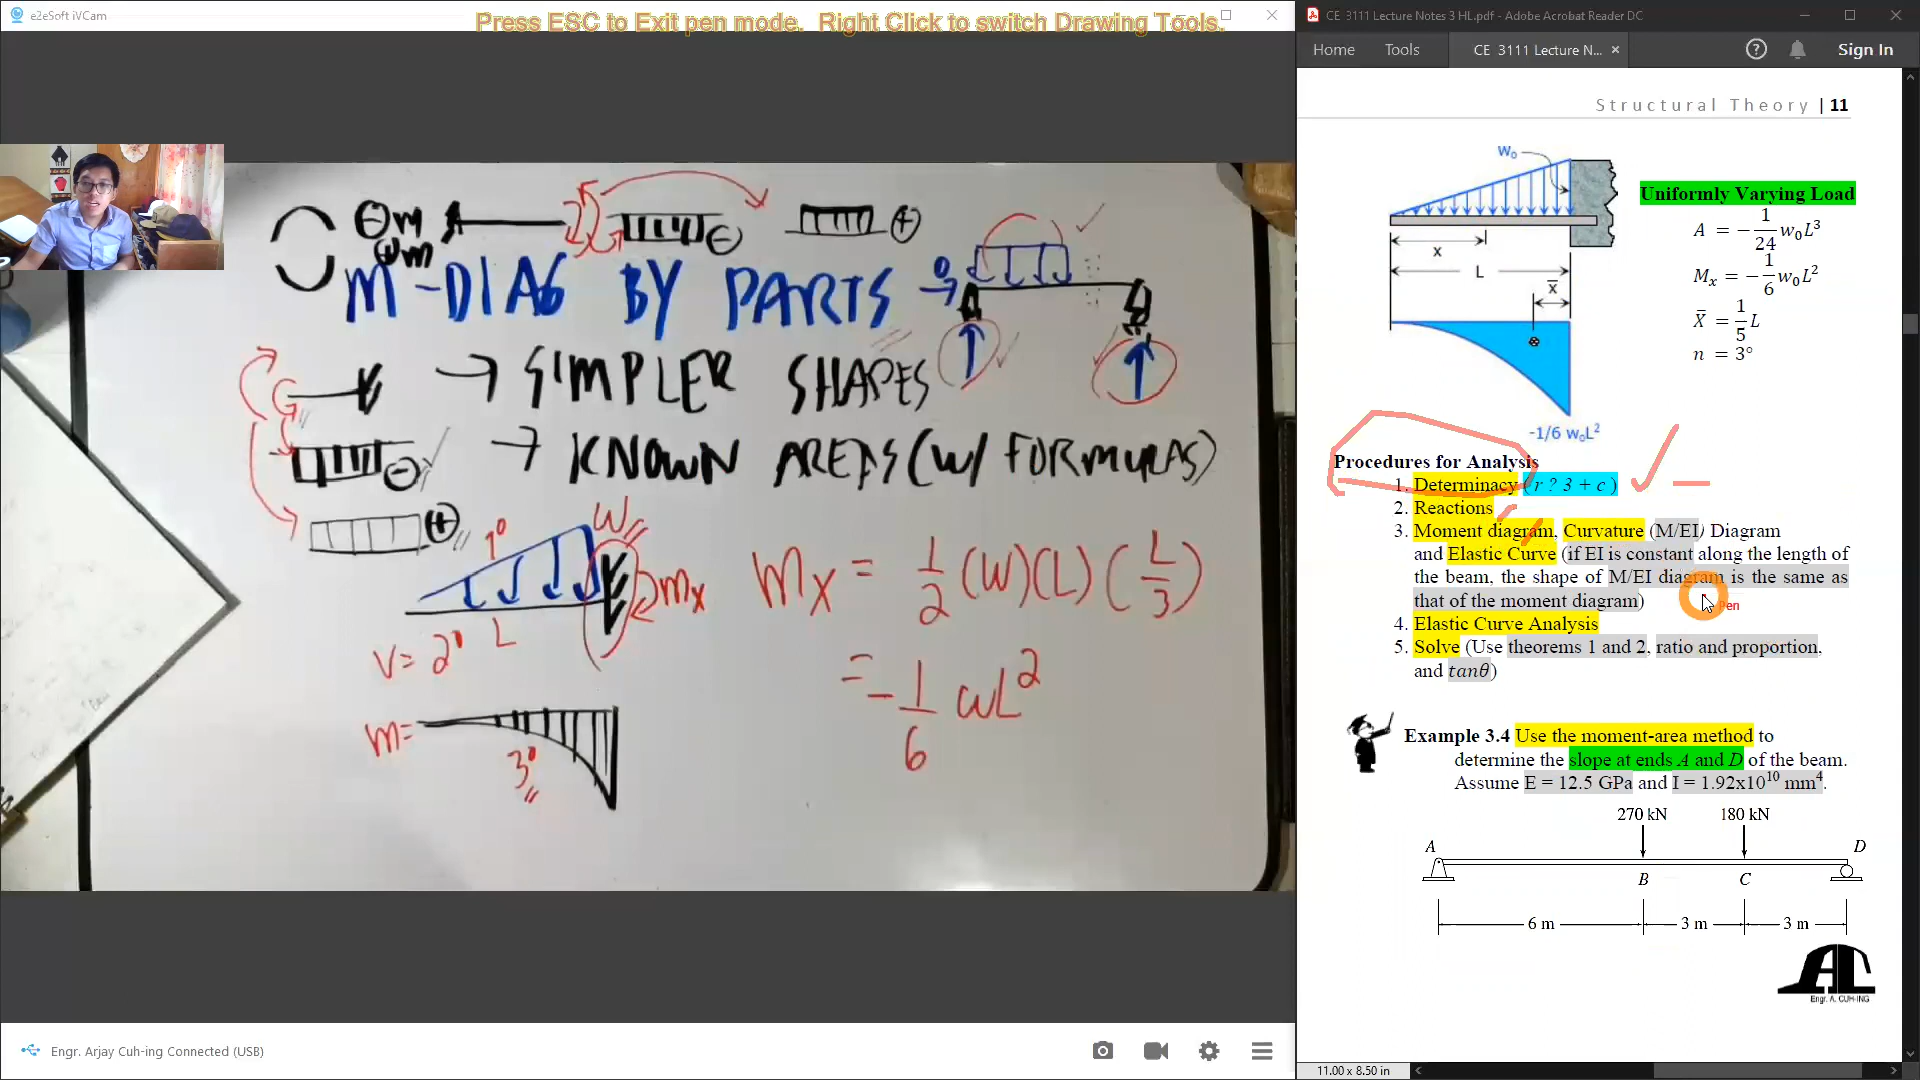 e2eSoft iVCam
Press ESC to Exit pen mode. Right Click to switch Drawing Tools.
⊖m
⊕m
⊖
⊕
M-DIAG BY PARTS
→ SIMPLER SHAPES
G
→ KNOWN AREAS (W/ FORMULAS)
⊖
⊕
1° W
Mx
L
V= 2°
Mx = 1/2 (W)(L)(L/3)
= -1/6 WL²
M=
3°
Engr. Arjay Cuh-ing Connected (USB)
CE 3111 Lecture Notes 3 HL.pdf - Adobe Acrobat Reader DC
Home Tools CE 3111 Lecture N... × Sign In
Structural Theory | 11
W₀
Uniformly Varying Load
A = -1/24 w₀L³
Mₓ = -1/6 w₀L²
X̄ = 1/5 L
n = 3°
x
L
x̄
-1/6 w₀L²
Procedures for Analysis
1. Determinacy ( r ? 3 + c )
2. Reactions
3. Moment diagram, Curvature (M/EI) Diagram
and Elastic Curve (if EI is constant along the length of
the beam, the shape of M/EI diagram is the same as
that of the moment diagram)
Pen
4. Elastic Curve Analysis
5. Solve (Use theorems 1 and 2, ratio and proportion,
and tanθ)
Example 3.4 Use the moment-area method to
determine the slope at ends A and D of the beam.
Assume E = 12.5 GPa and I = 1.92x10¹⁰ mm⁴.
270 kN 180 kN
A D
B C
6 m 3 m 3 m
Engr. A. CUH-ING
11.00 x 8.50 in